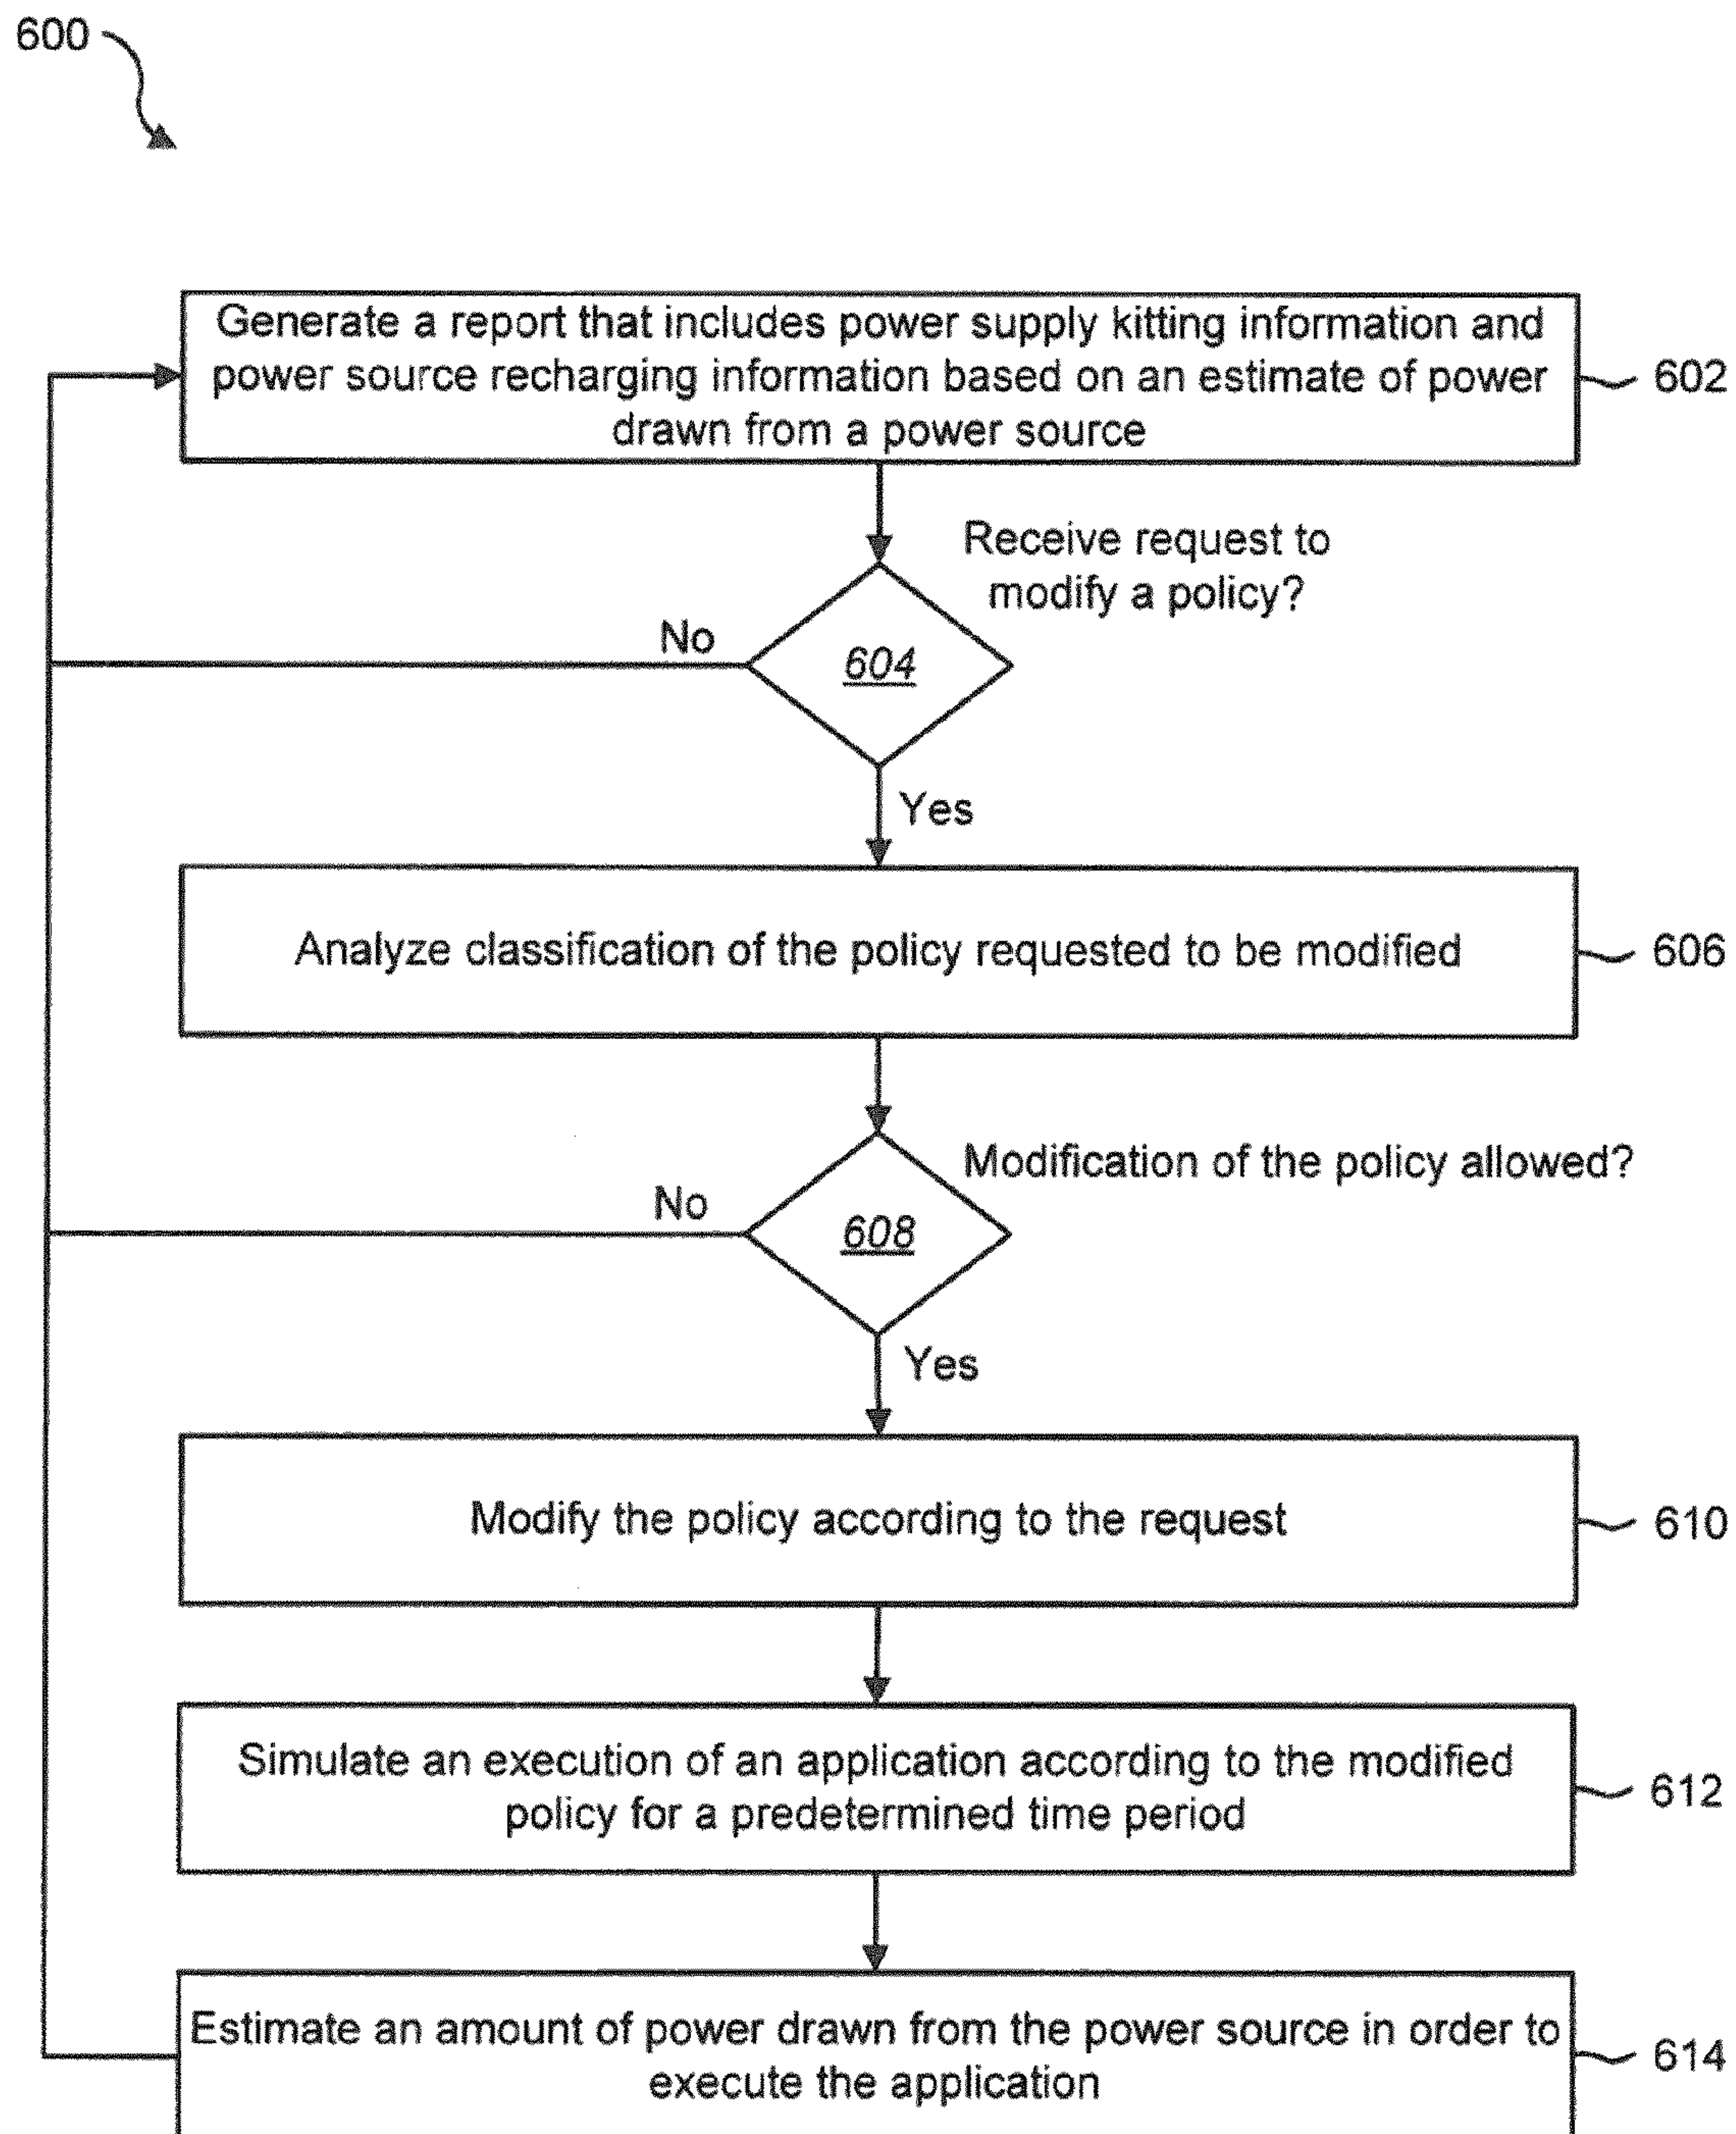 600
Generate a report that includes power supply kitting information and
power source recharging information based on an estimate of power
drawn from a power source
602
Receive request to
modify a policy?
No
604
Yes
Analyze classification of the policy requested to be modified
606
Modification of the policy allowed?
No
608
Yes
Modify the policy according to the request
610
Simulate an execution of an application according to the modified
policy for a predetermined time period
612
Estimate an amount of power drawn from the power source in order to
execute the application
614